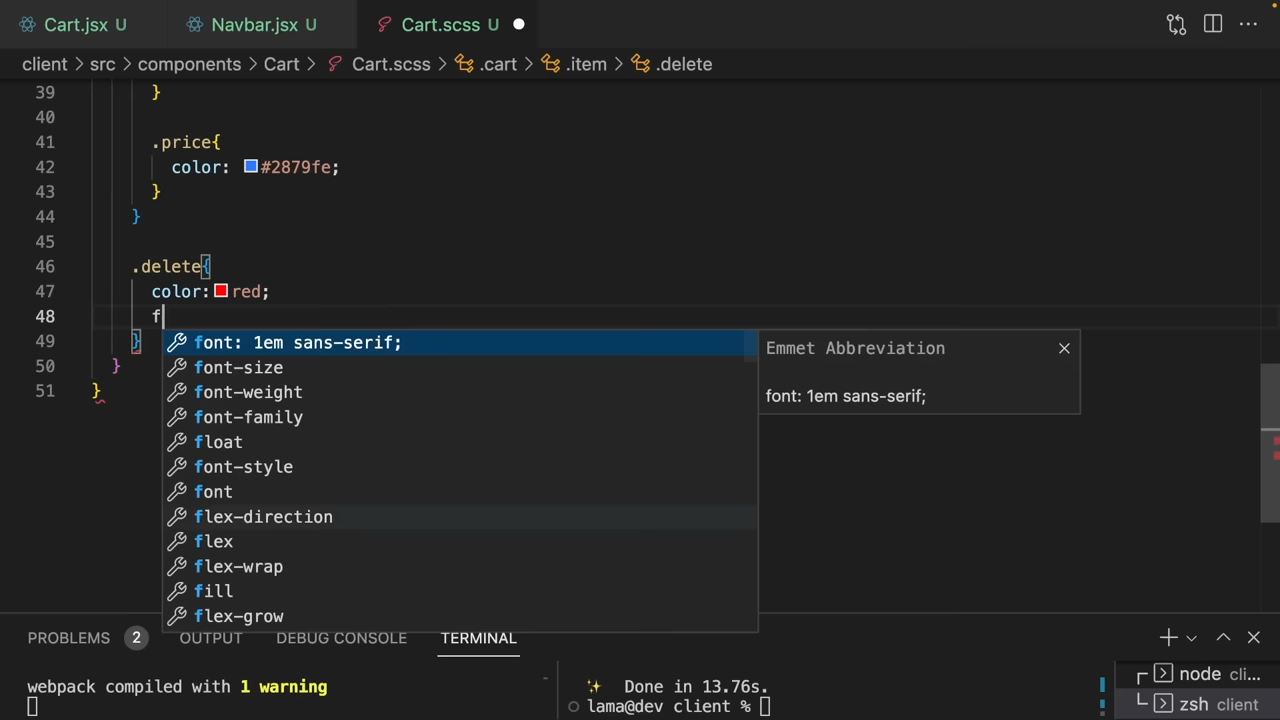 Cart.jsx U Navbar.jsx U Cart.scss U
client > src > components > Cart > Cart.scss > .cart > .item > .delete
39 }
40
41 .price{
42 color: #2879fe;
43 }
44 }
45
46 .delete{
47 color: red;
48 f
49 }
50 }
51 }
font: 1em sans-serif;
font-size
font-weight
font-family
float
font-style
font
flex-direction
flex
flex-wrap
fill
flex-grow
Emmet Abbreviation
font: 1em sans-serif;
PROBLEMS 2 OUTPUT DEBUG CONSOLE TERMINAL
webpack compiled with 1 warning
✨ Done in 13.76s.
lama@dev client %
node cli...
zsh client